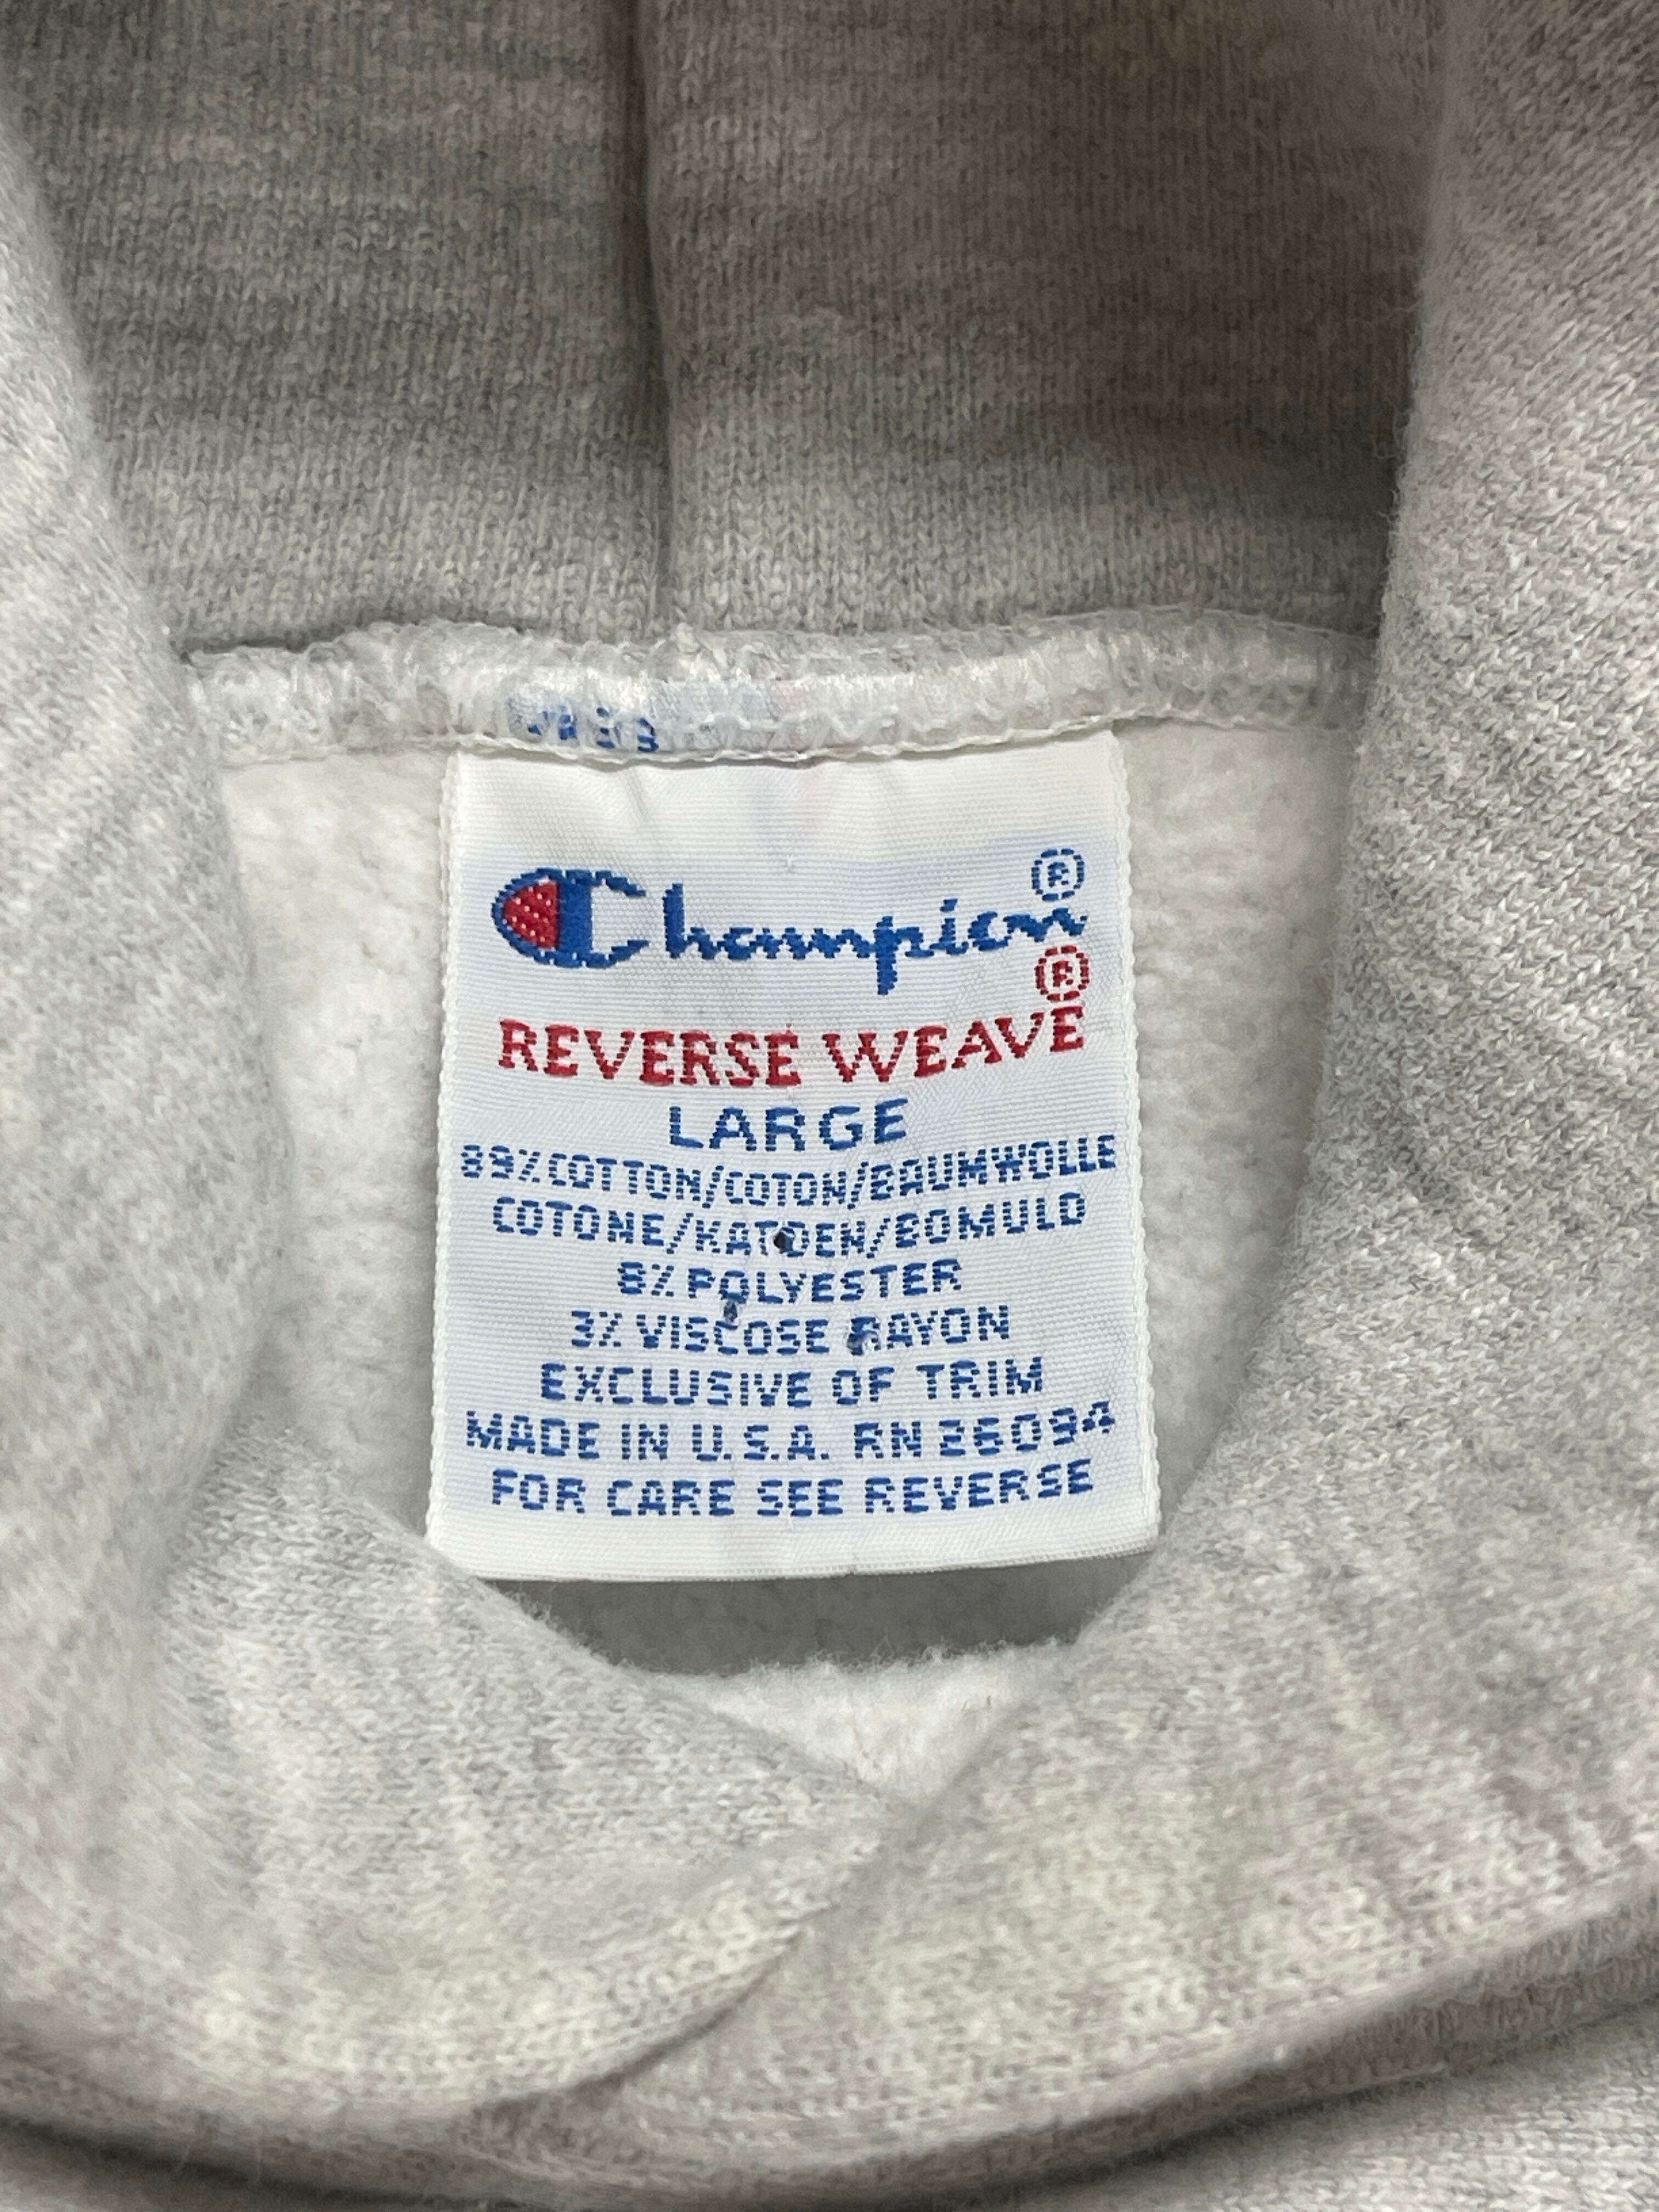 Champion®
REVERSE WEAVE®
LARGE
89% COTTON/COTON/BAUMWOLLE
COTONE/KATOEN/BOMULD
8% POLYESTER
3% VISCOSE RAYON
EXCLUSIVE OF TRIM
MADE IN U.S.A. RN 26094
FOR CARE SEE REVERSE